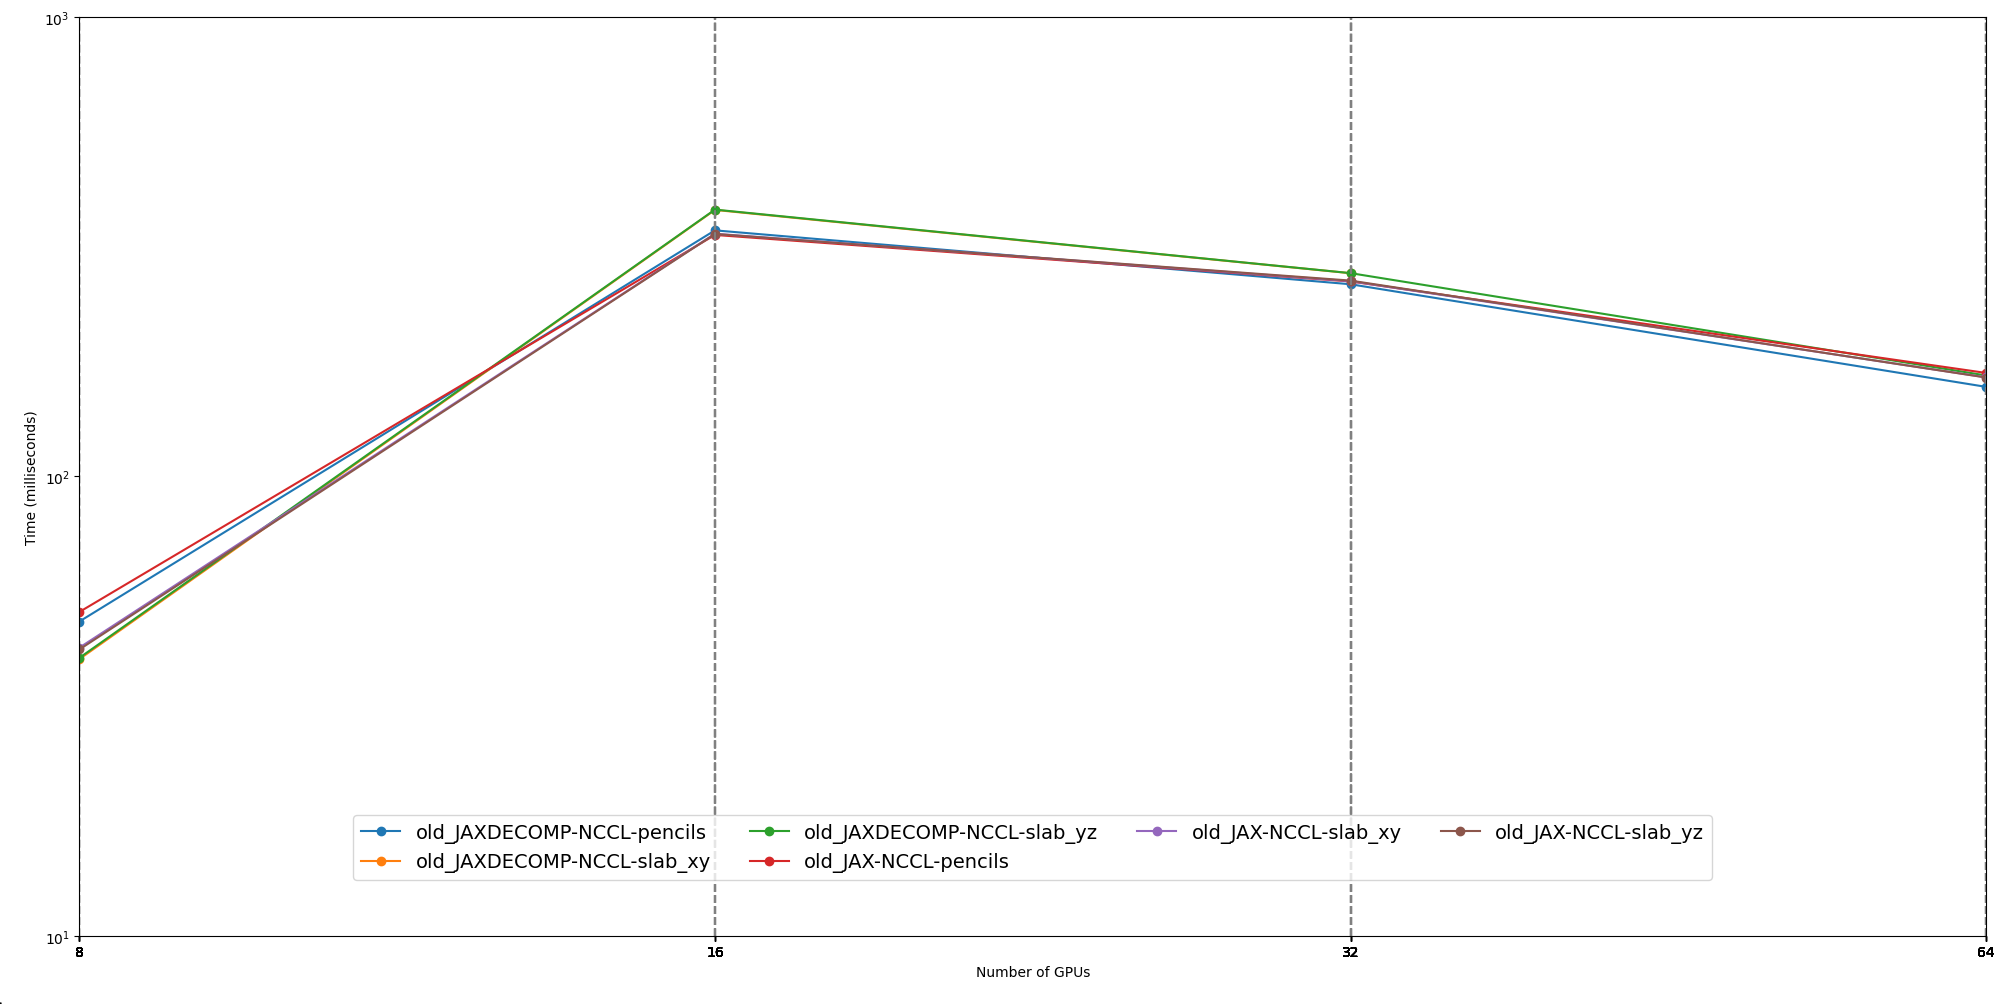 10³
10²
10¹
Time (milliseconds)
old_JAXDECOMP-NCCL-pencils
old_JAXDECOMP-NCCL-slab_xy
old_JAXDECOMP-NCCL-slab_yz
old_JAX-NCCL-pencils
old_JAX-NCCL-slab_xy
old_JAX-NCCL-slab_yz
8 16 32 64
Number of GPUs